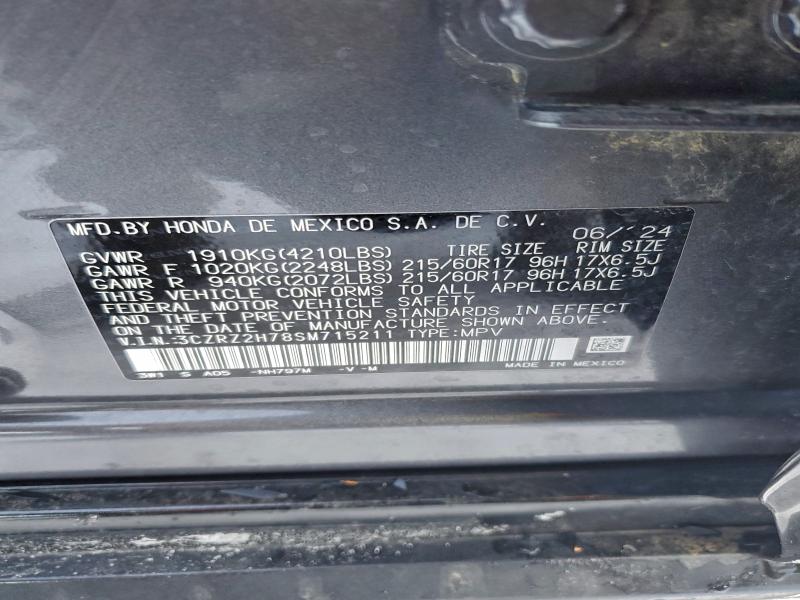 MFD.BY HONDA DE MEXICO S.A. DE C.V. 06/'24
GVWR 1910KG(4210LBS) TIRE SIZE RIM SIZE
GAWR F 1020KG(2248LBS) 215/60R17 96H 17X6.5J
GAWR R 940KG(2072LBS) 215/60R17 96H 17X6.5J
THIS VEHICLE CONFORMS TO ALL APPLICABLE
FEDERAL MOTOR VEHICLE SAFETY
AND THEFT PREVENTION STANDARDS IN EFFECT
ON THE DATE OF MANUFACTURE SHOWN ABOVE.
V.I.N.:3CZRZ2H78SM715211 TYPE:MPV
3W1 S A05 -NH797M -V -M MADE IN MEXICO